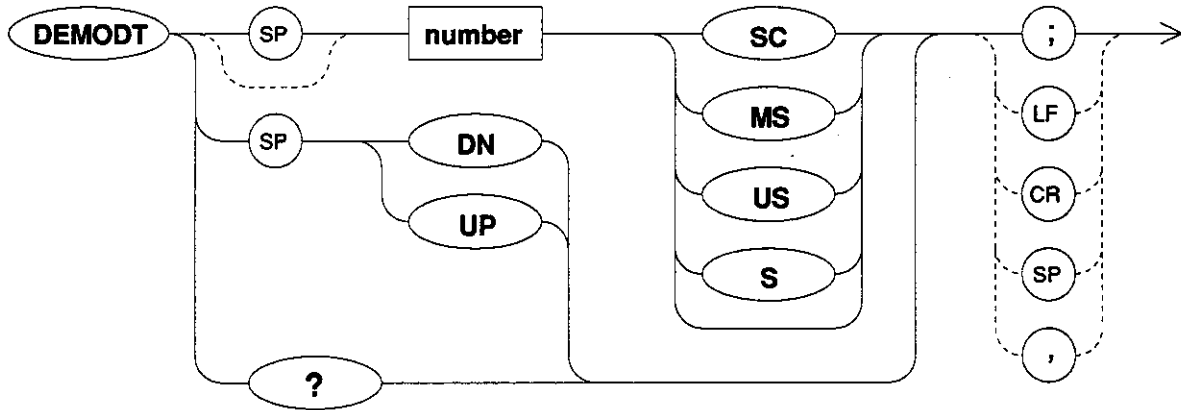 DEMODT SP number SC ;
MS LF
SP DN
US CR
UP
S SP
? ,